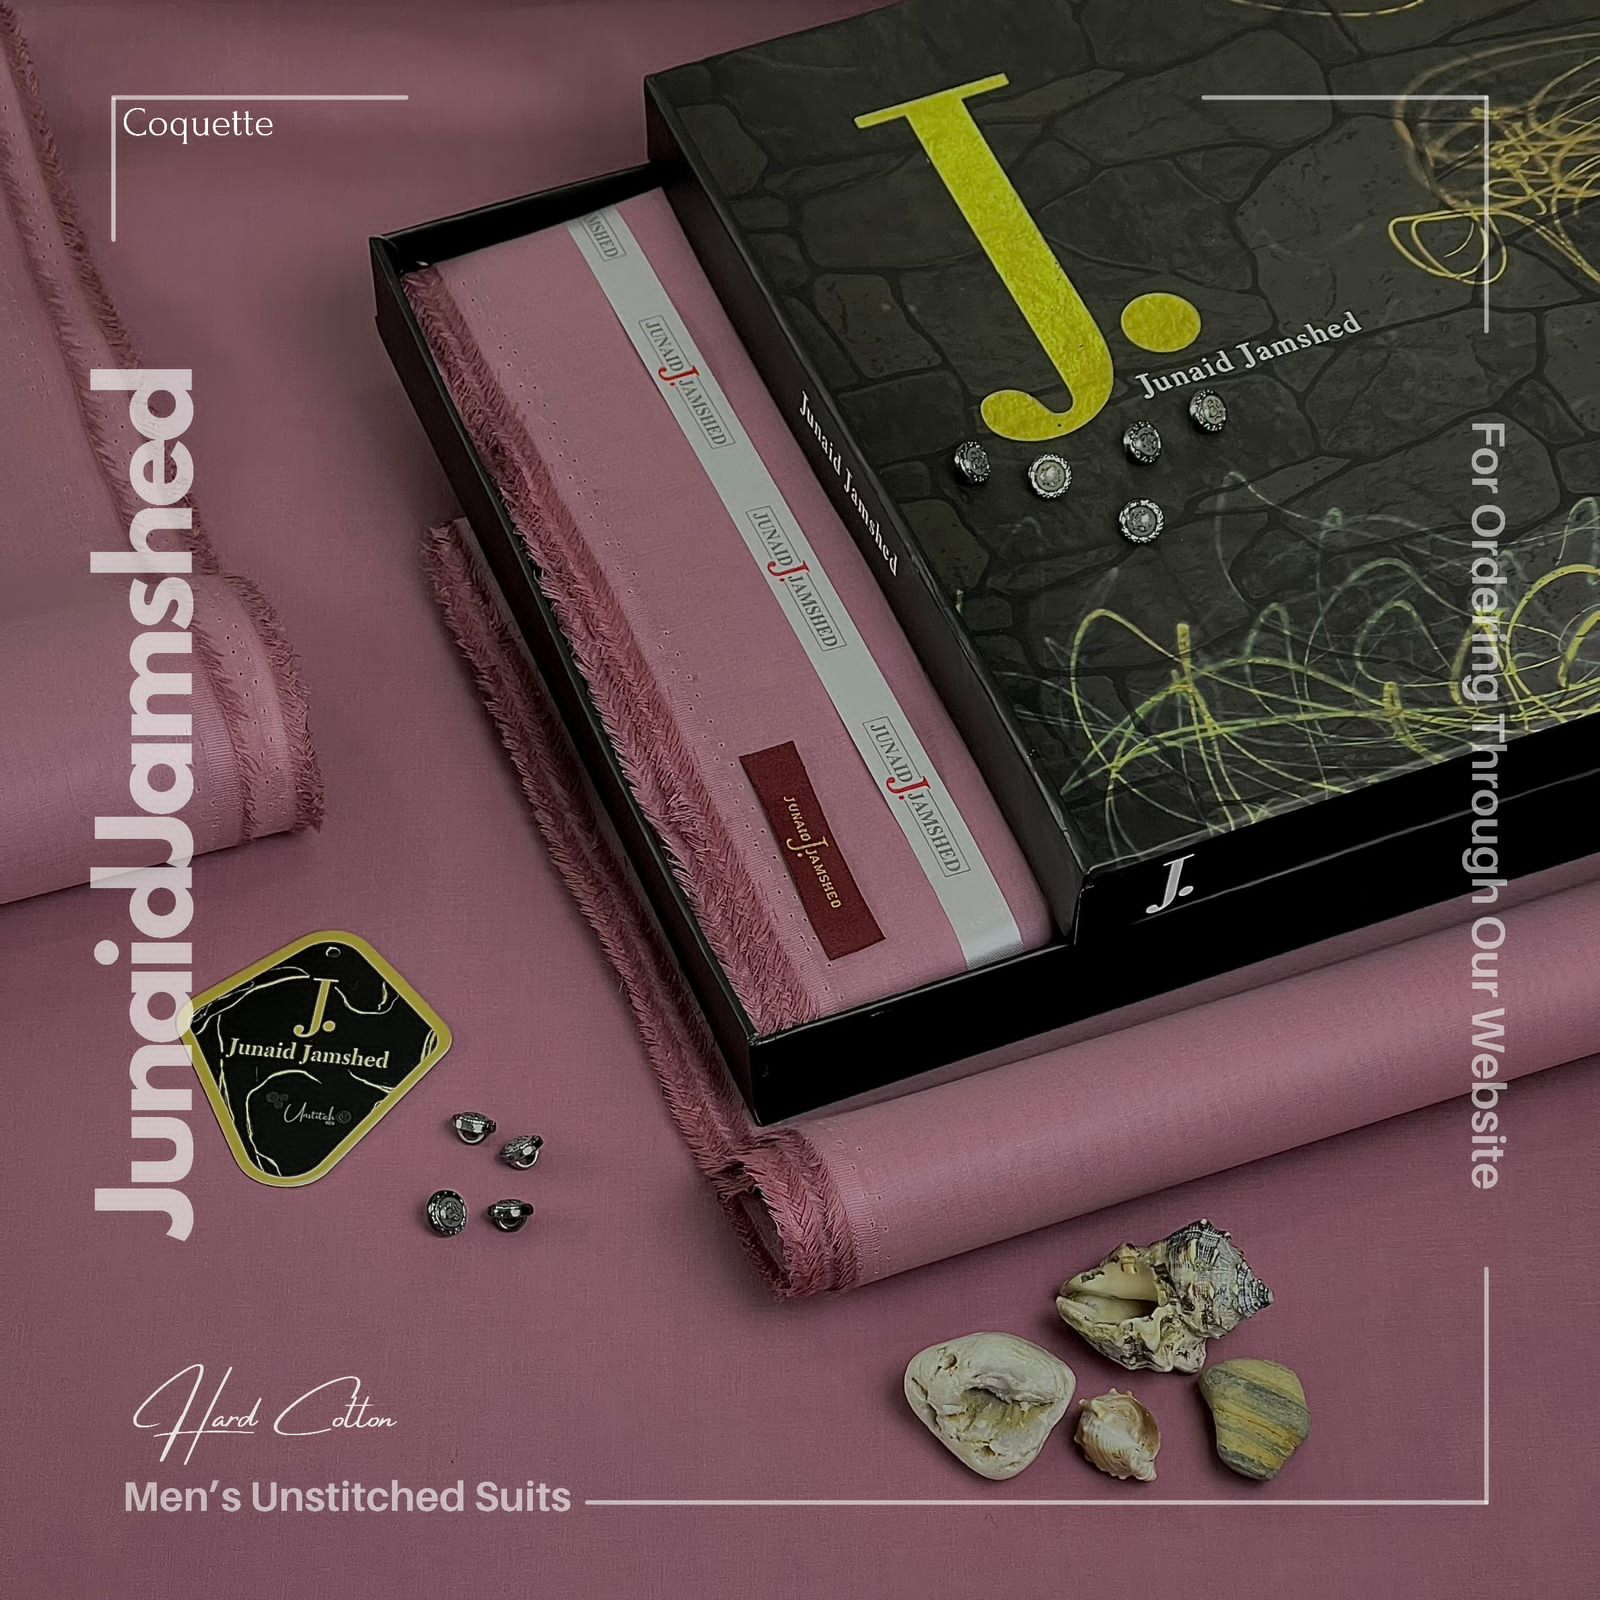 Coquette
J.
Junaid Jamshed
Junaid Jamshed
JAMSHED
JUNAID J. JAMSHED
JUNAID J. JAMSHED
JUNAID J. JAMSHED
JUNAID J. JAMSHED
J.
JunaidJamshed
For Ordering Through Our Website
J.
Junaid Jamshed
Unstitch
Hard Cotton
Men’s Unstitched Suits